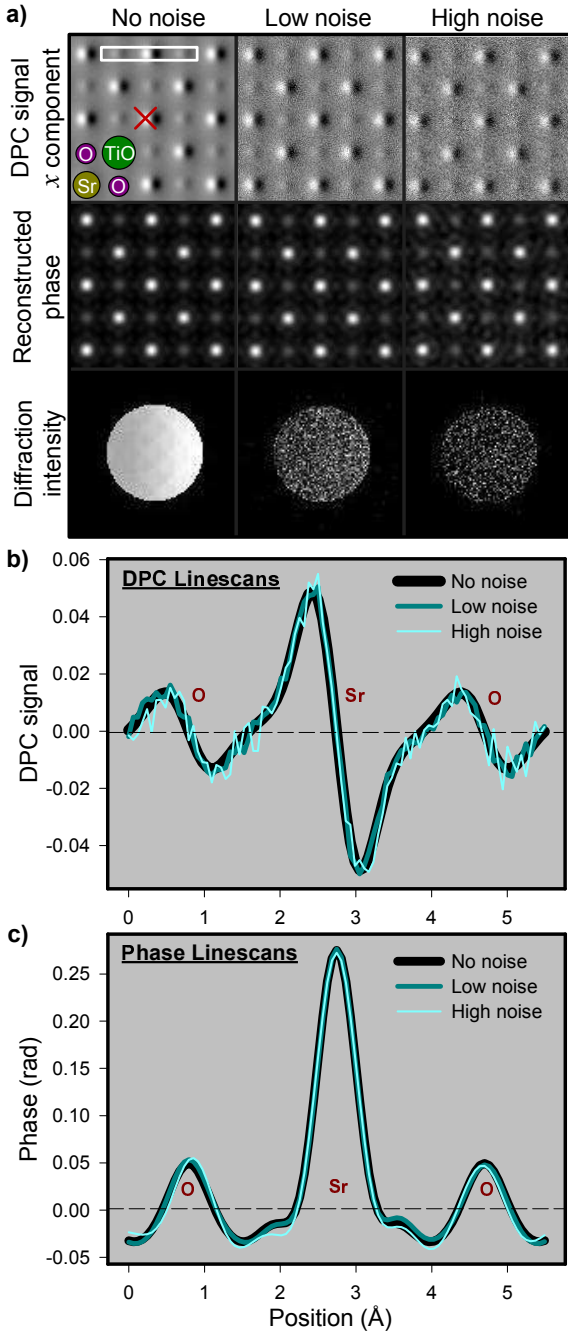 a)
No noise
Low noise
High noise
DPC signal
x component
O
TiO
Sr
O
Reconstructed
phase
Diffraction
intensity
b)
DPC Linescans
No noise
Low noise
High noise
DPC signal
0.06
0.04
0.02
0.00
-0.02
-0.04
O
Sr
O
0
1
2
3
4
5
c)
Phase Linescans
No noise
Low noise
High noise
Phase (rad)
0.25
0.20
0.15
0.10
0.05
0.00
-0.05
O
Sr
O
0
1
2
3
4
5
Position (Å)